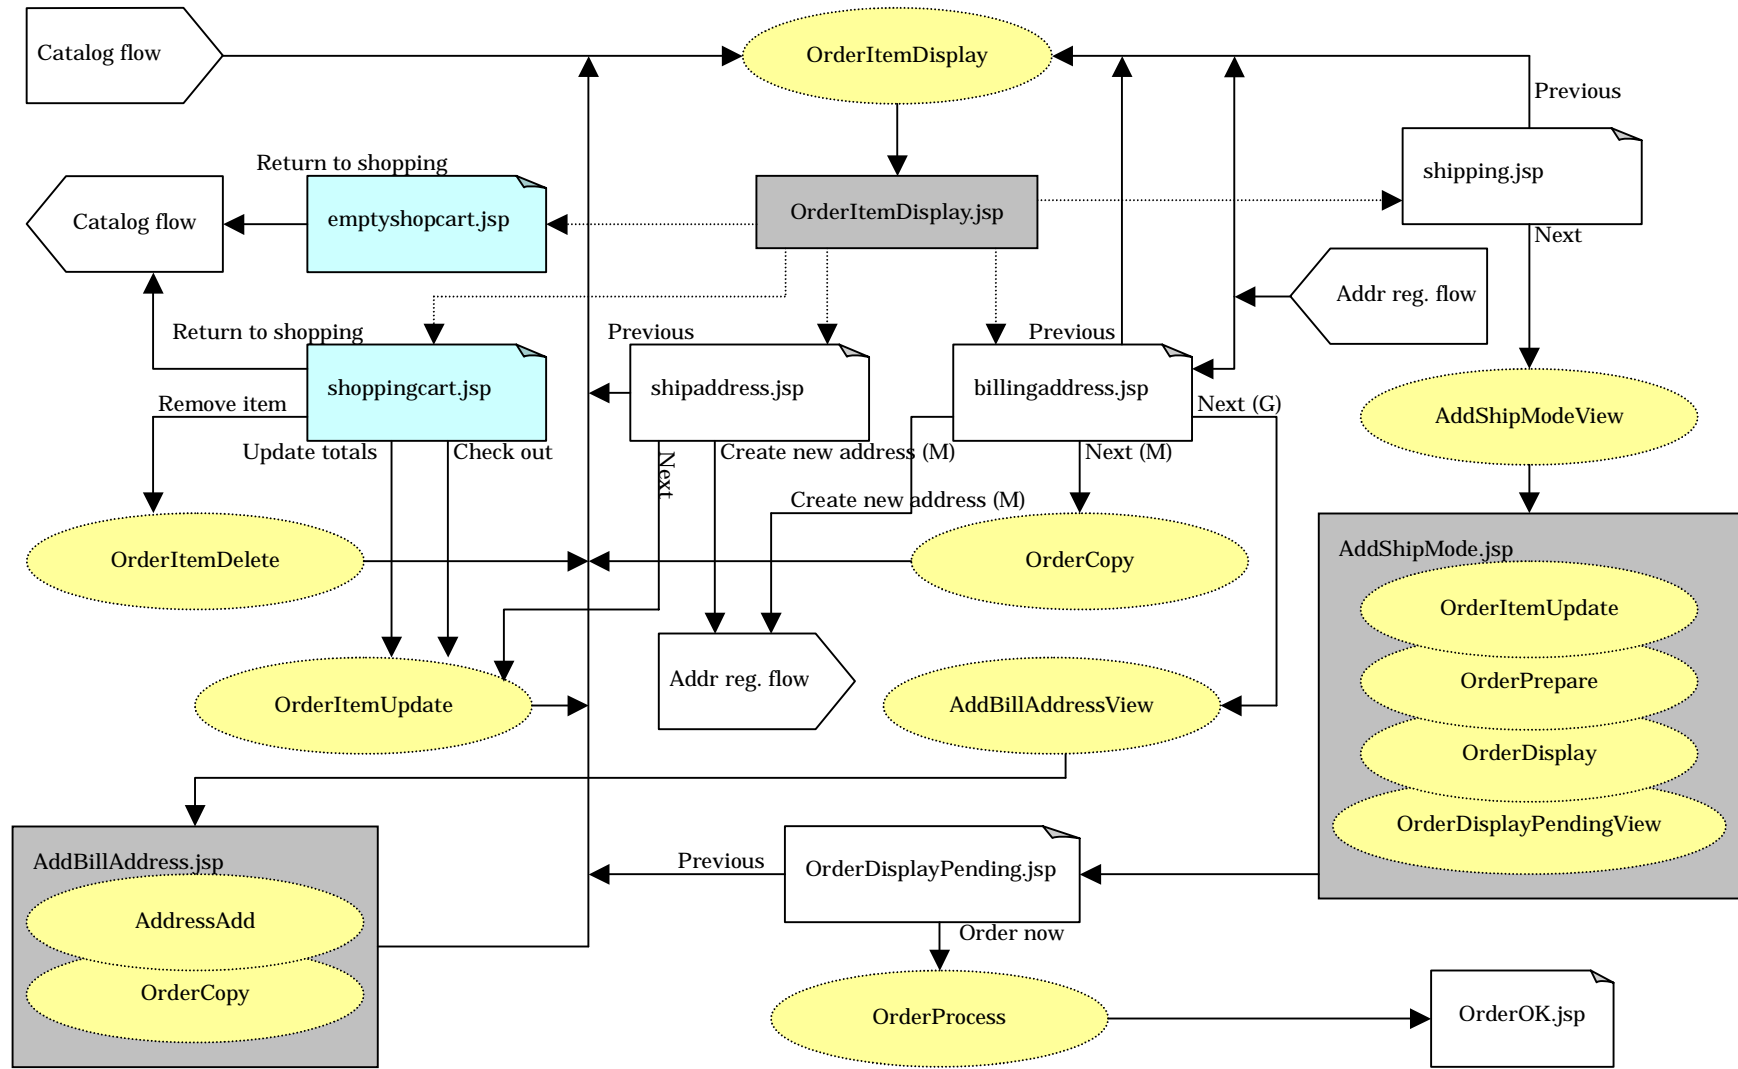 Catalog flow
OrderItemDisplay
Previous
Return to shopping
shipping.jsp
Catalog flow
emptyshopcart.jsp
OrderItemDisplay.jsp
Next
Addr reg. flow
Return to shopping
Previous
Previous
shoppingcart.jsp
shipaddress.jsp
billingaddress.jsp
Remove item
Next (G)
AddShipModeView
Update totals
Check out
Next
Create new address (M)
Next (M)
Create new address (M)
OrderItemDelete
OrderCopy
AddShipMode.jsp
OrderItemUpdate
OrderPrepare
OrderDisplay
OrderDisplayPendingView
Addr reg. flow
OrderItemUpdate
AddBillAddressView
AddBillAddress.jsp
AddressAdd
OrderCopy
Previous
OrderDisplayPending.jsp
Order now
OrderProcess
OrderOK.jsp